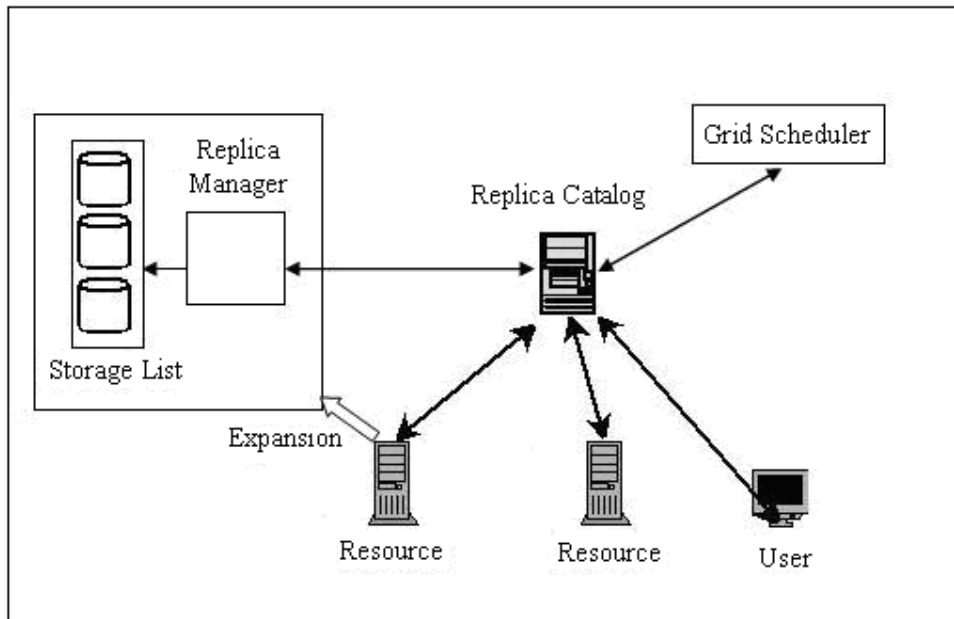 Replica
Manager
Grid Scheduler
Replica Catalog
Storage List
Expansion
Resource
Resource
User